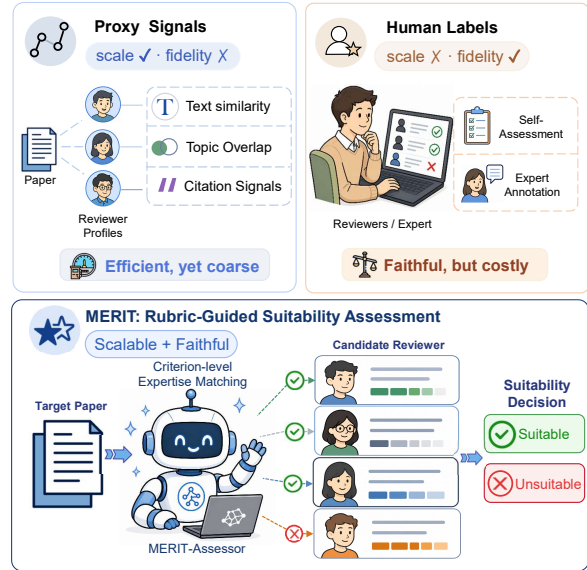 Proxy Signals
scale ✓ · fidelity ✗
Paper
Reviewer
Profiles
T Text similarity
Topic Overlap
Citation Signals
Efficient, yet coarse
Human Labels
scale ✗ · fidelity ✓
Self-
Assessment
Expert
Annotation
Reviewers / Expert
Faithful, but costly
MERIT: Rubric-Guided Suitability Assessment
Scalable + Faithful
Criterion-level
Expertise Matching
Target Paper
MERIT-Assessor
Candidate Reviewer
Suitability
Decision
Suitable
Unsuitable